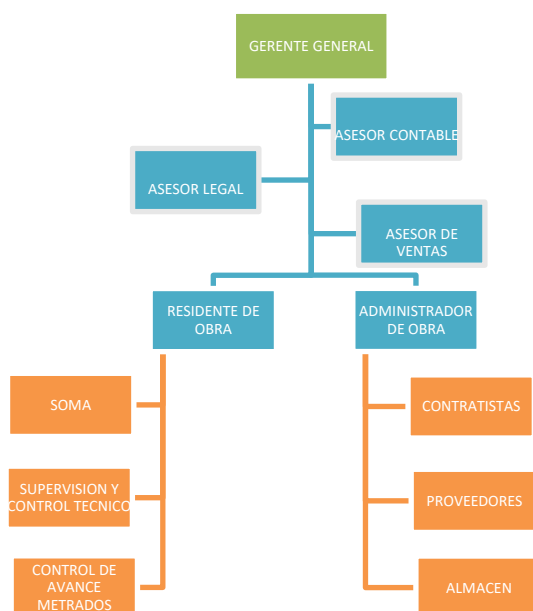 GERENTE GENERAL
ASESOR CONTABLE
ASESOR LEGAL
ASESOR DE
VENTAS
RESIDENTE DE
OBRA
ADMINISTRADOR
DE OBRA
SOMA
SUPERVISION Y
CONTROL TECNICO
CONTROL DE
AVANCE
METRADOS
CONTRATISTAS
PROVEEDORES
ALMACEN